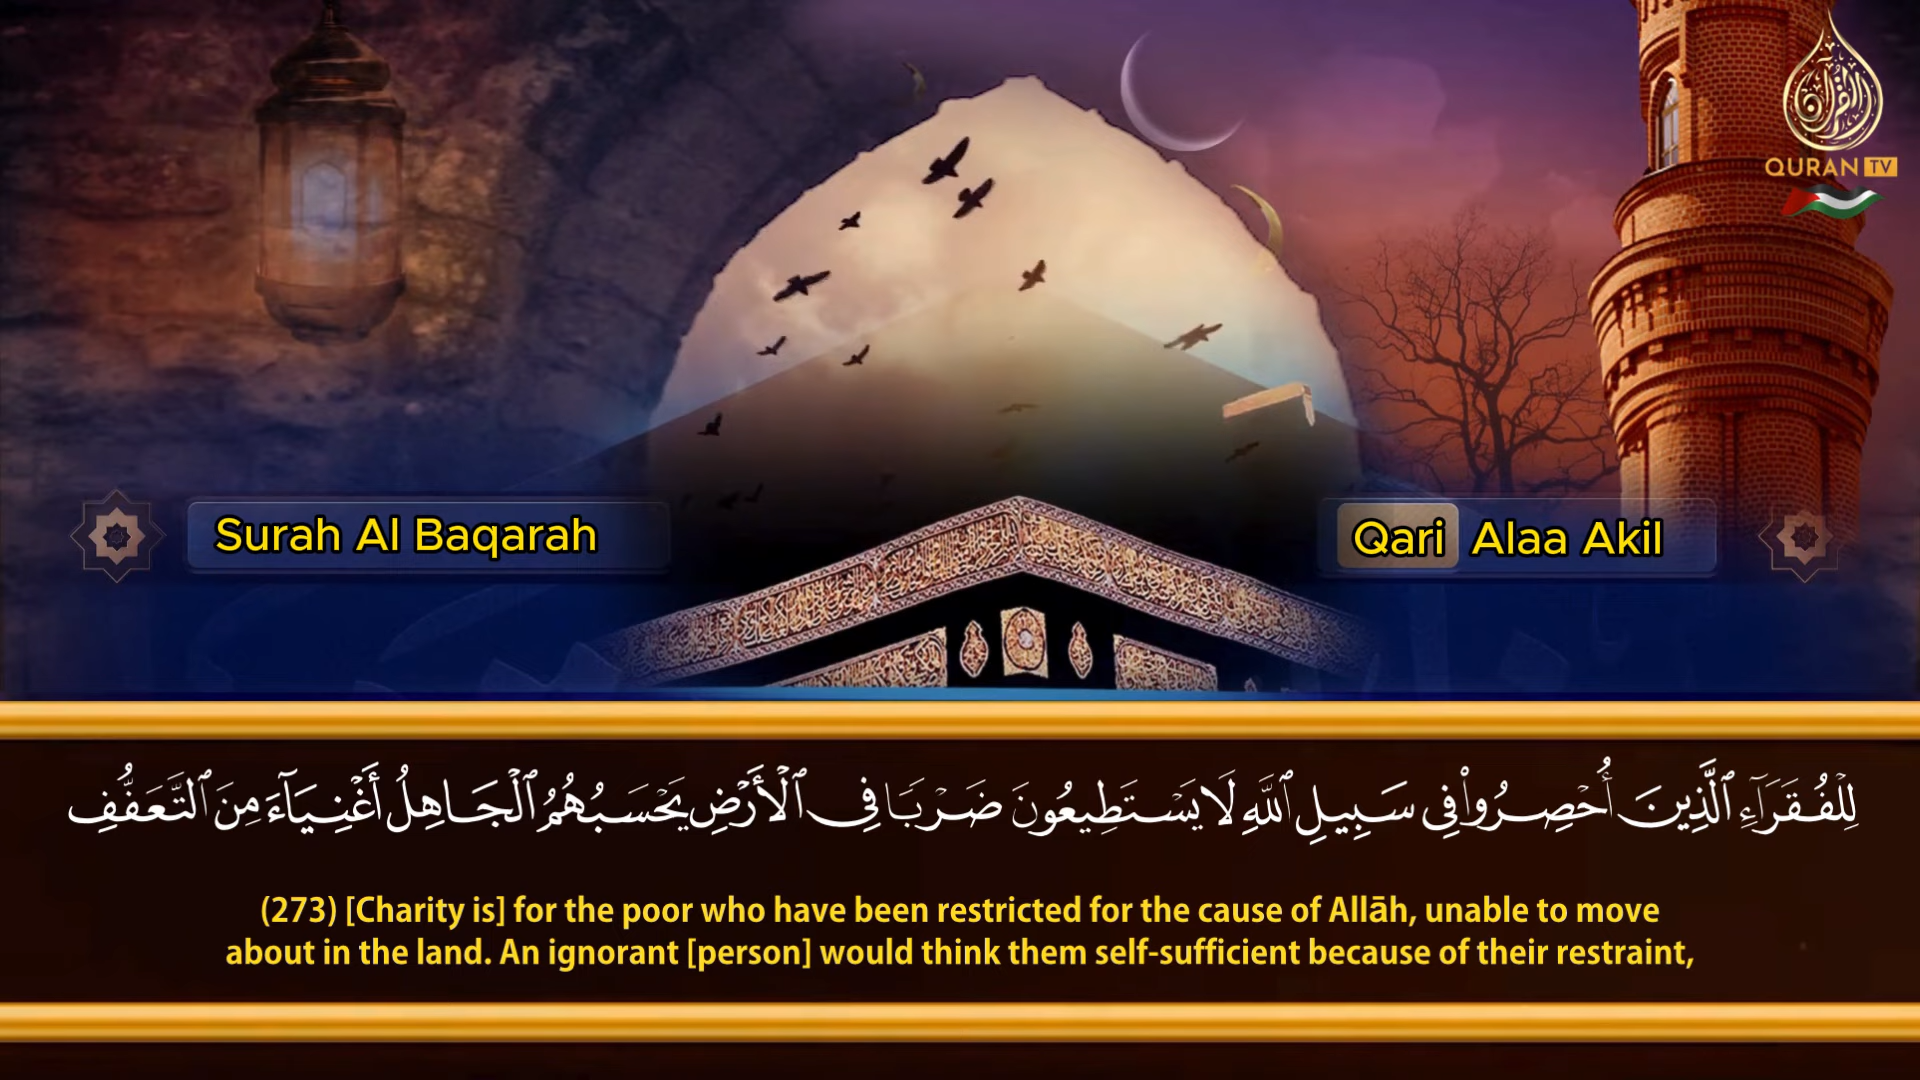 القرآن
QURAN TV
Surah Al Baqarah
Qari Alaa Akil
لِلْفُقَرَآءِ ٱلَّذِينَ أُحْصِرُوا۟ فِى سَبِيلِ ٱللَّهِ لَا يَسْتَطِيعُونَ ضَرْبًا فِى ٱلْأَرْضِ يَحْسَبُهُمُ ٱلْجَاهِلُ أَغْنِيَآءَ مِنَ ٱلتَّعَفُّفِ
(273) [Charity is] for the poor who have been restricted for the cause of Allāh, unable to move
about in the land. An ignorant [person] would think them self-sufficient because of their restraint,